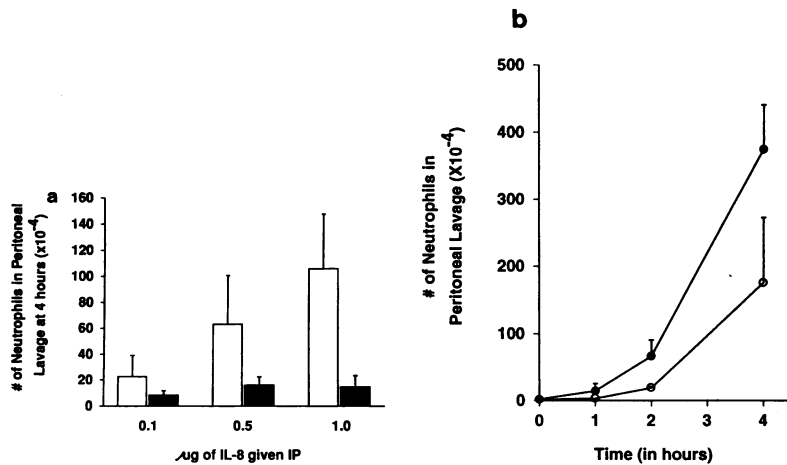 a
# of Neutrophils in Peritoneal
Lavage at 4 hours (x10-4)
160
140
120
100
80
60
40
20
0
0.1
0.5
1.0
µg of IL-8 given IP
b
# of Neutrophils in
Peritoneal Lavage (X10-4)
500
400
300
200
100
0
0
1
2
3
4
Time (in hours)